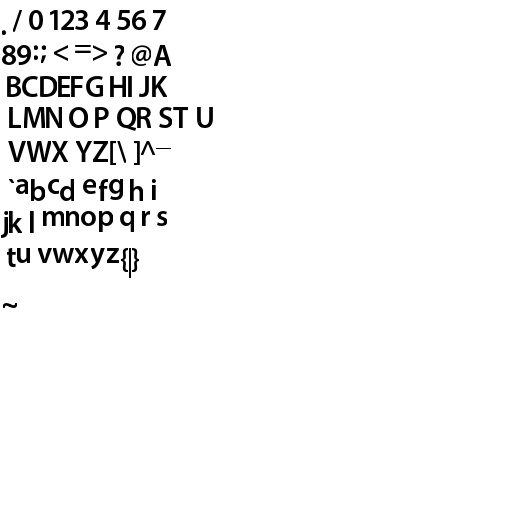 . / 0 123 4 56 7
89:; < => ? @A
BCDEFG HI JK
LMN O P QR ST U
VWX YZ[\ ]^_
`abcd efgh i
jk l mnop q r s
tu vwxyz{|}
~